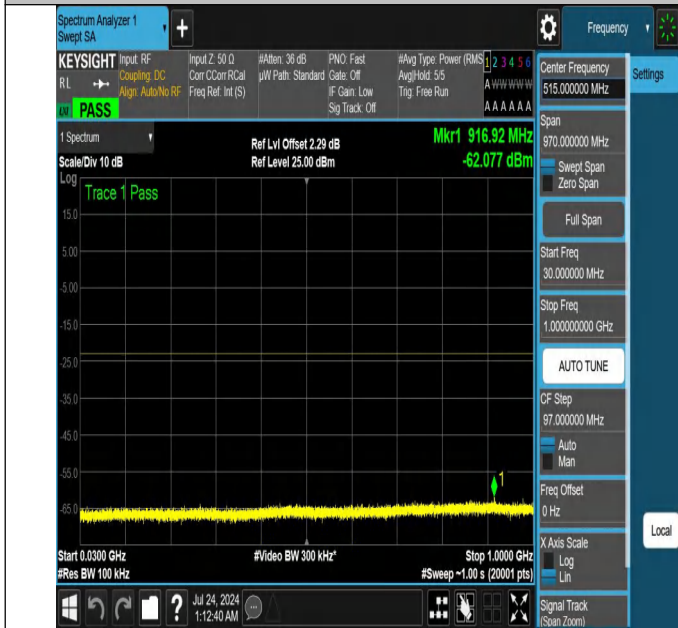 Spectrum Analyzer 1
Swept SA
+
Frequency
KEYSIGHT
RL
LXI
PASS
Input: RF
Coupling: DC
Align: Auto/No RF
Input Z: 50 Ω
Corr CCorr RCal
Freq Ref: Int (S)
#Atten: 36 dB
µW Path: Standard
PNO: Fast
Gate: Off
IF Gain: Low
Sig Track: Off
#Avg Type: Power (RMS
Avg|Hold: 5/5
Trig: Free Run
1 2 3 4 5 6
A W W W W W
A A A A A A
1 Spectrum
Scale/Div 10 dB
Log
Ref Lvl Offset 2.29 dB
Ref Level 25.00 dBm
Mkr1 916.92 MHz
-62.077 dBm
Trace 1 Pass
15.0
5.00
-5.00
-15.0
-25.0
-35.0
-45.0
-55.0
-65.0
1
Start 0.0300 GHz
#Res BW 100 kHz
#Video BW 300 kHz*
Stop 1.0000 GHz
#Sweep ~1.00 s (20001 pts)
?
Jul 24, 2024
1:12:40 AM
Center Frequency
515.000000 MHz
Span
970.000000 MHz
Swept Span
Zero Span
Full Span
Start Freq
30.000000 MHz
Stop Freq
1.000000000 GHz
AUTO TUNE
CF Step
97.000000 MHz
Auto
Man
Freq Offset
0 Hz
X Axis Scale
Log
Lin
Signal Track
(Span Zoom)
Settings
Local